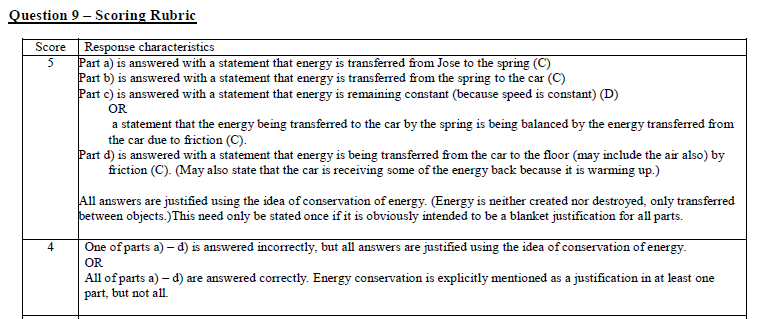 Question 9 – Scoring Rubric
Score Response characteristics
5 Part a) is answered with a statement that energy is transferred from Jose to the spring (C)
Part b) is answered with a statement that energy is transferred from the spring to the car (C)
Part c) is answered with a statement that energy is remaining constant (because speed is constant) (D)
OR
a statement that the energy being transferred to the car by the spring is being balanced by the energy transferred from
the car due to friction (C).
Part d) is answered with a statement that energy is being transferred from the car to the floor (may include the air also) by
friction (C). (May also state that the car is receiving some of the energy back because it is warming up.)
All answers are justified using the idea of conservation of energy. (Energy is neither created nor destroyed, only transferred
between objects.)This need only be stated once if it is obviously intended to be a blanket justification for all parts.
4 One of parts a) – d) is answered incorrectly, but all answers are justified using the idea of conservation of energy.
OR
All of parts a) – d) are answered correctly. Energy conservation is explicitly mentioned as a justification in at least one
part, but not all.